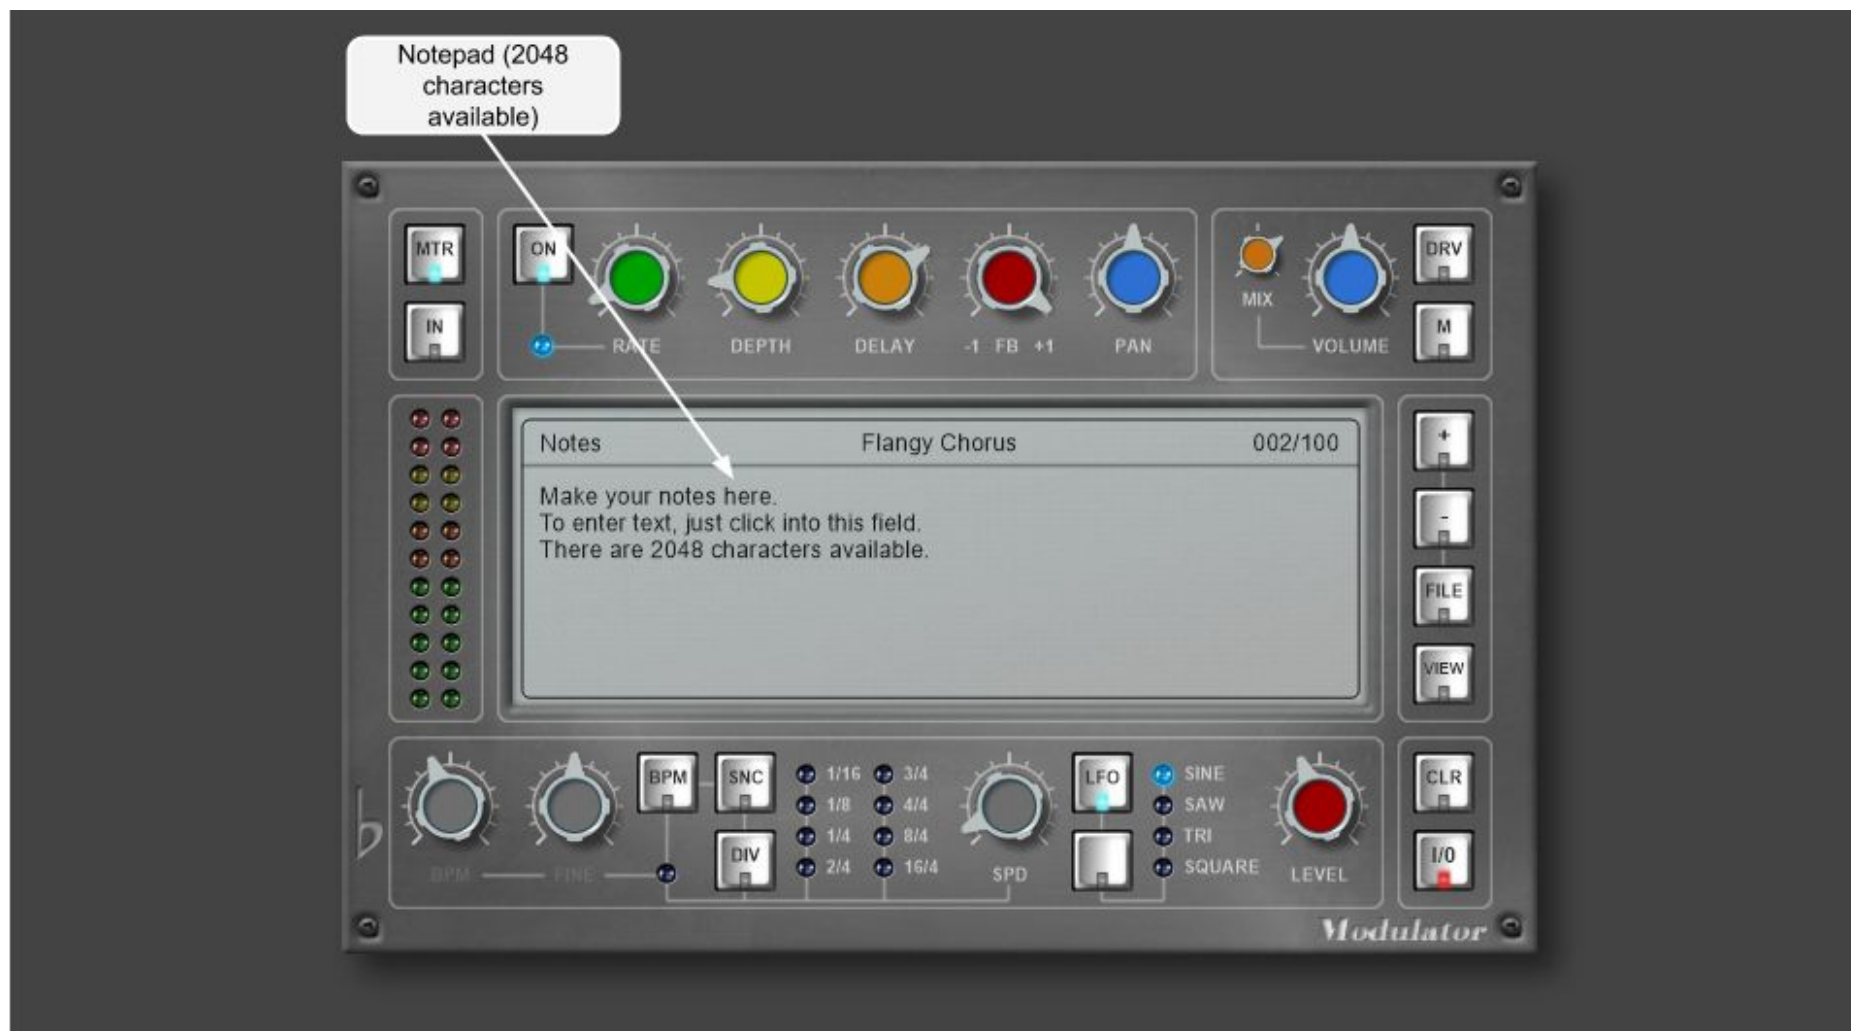 Notepad (2048
characters
available)
MTR
ON
DRV
IN
MIX
M
RATE
DEPTH
DELAY
-1 FB +1
PAN
VOLUME
Notes Flangy Chorus 002/100
+
Make your notes here.
To enter text, just click into this field.
There are 2048 characters available.
-
FILE
VIEW
BPM
SNC
1/16
3/4
LFO
SINE
CLR
1/8
4/4
SAW
DIV
1/4
8/4
TRI
I/0
BPM
FINE
2/4
16/4
SPD
SQUARE
LEVEL
Modulator